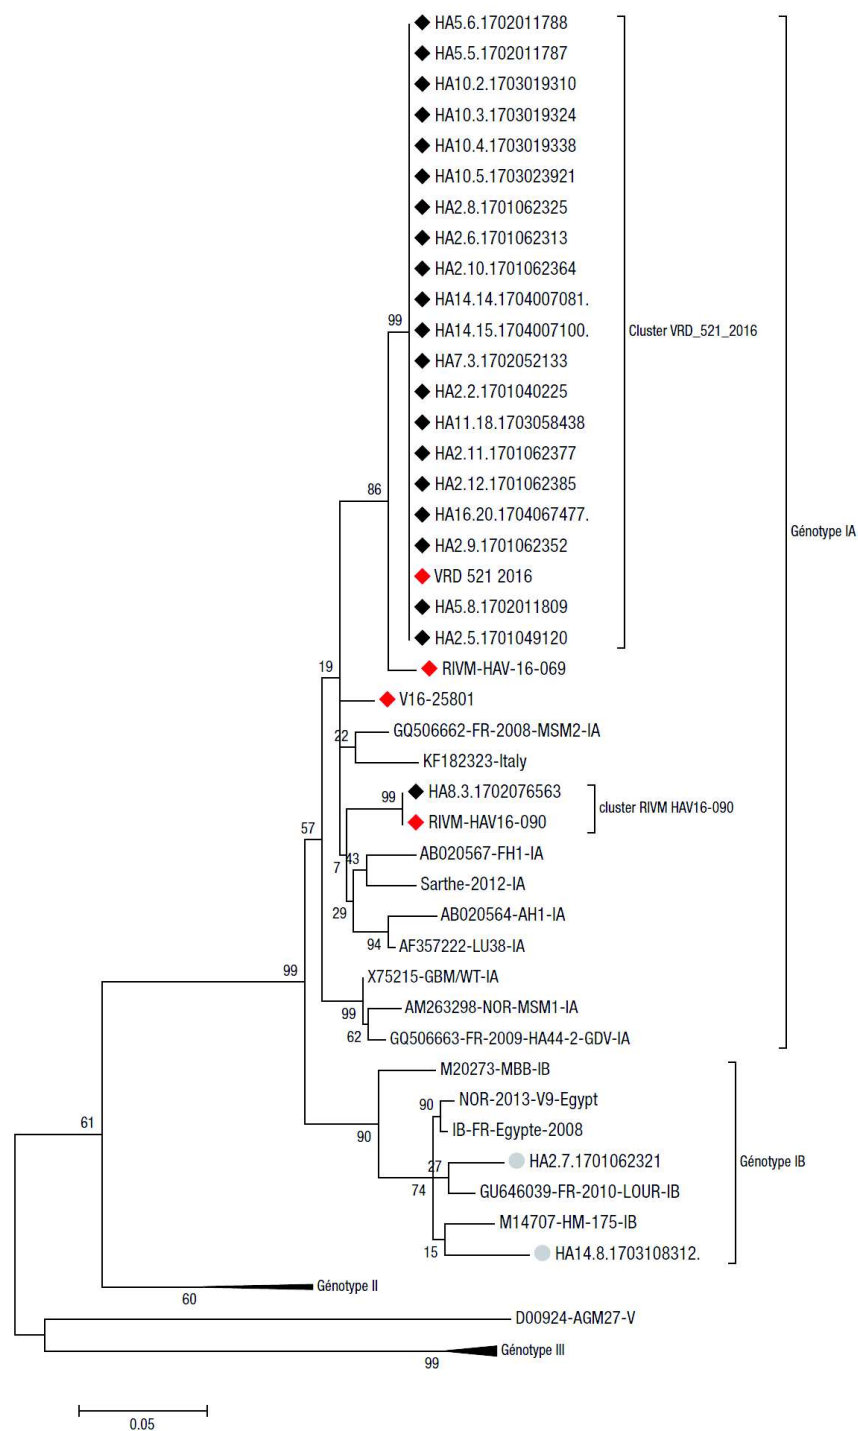 HA5.6.1702011788
HA5.5.1702011787
HA10.2.1703019310
HA10.3.1703019324
HA10.4.1703019338
HA10.5.1703023921
HA2.8.1701062325
HA2.6.1701062313
HA2.10.1701062364
HA14.14.1704007081.
99
HA14.15.1704007100.
Cluster VRD_521_2016
HA7.3.1702052133
HA2.2.1701040225
HA11.18.1703058438
HA2.11.1701062377
HA2.12.1701062385
86
HA16.20.1704067477.
Génotype IA
HA2.9.1701062352
VRD 521 2016
HA5.8.1702011809
HA2.5.1701049120
19
RIVM-HAV-16-069
V16-25801
22
GQ506662-FR-2008-MSM2-IA
KF182323-Italy
99
HA8.3.1702076563
cluster RIVM HAV16-090
57
RIVM-HAV16-090
7
43
AB020567-FH1-IA
Sarthe-2012-IA
29
AB020564-AH1-IA
94
AF357222-LU38-IA
99
X75215-GBM/WT-IA
99
AM263298-NOR-MSM1-IA
62
GQ506663-FR-2009-HA44-2-GDV-IA
M20273-MBB-IB
90
NOR-2013-V9-Egypt
61
90
IB-FR-Egypte-2008
27
HA2.7.1701062321
Génotype IB
74
GU646039-FR-2010-LOUR-IB
M14707-HM-175-IB
15
HA14.8.1703108312.
60
Génotype II
D00924-AGM27-V
99
Génotype III
0.05